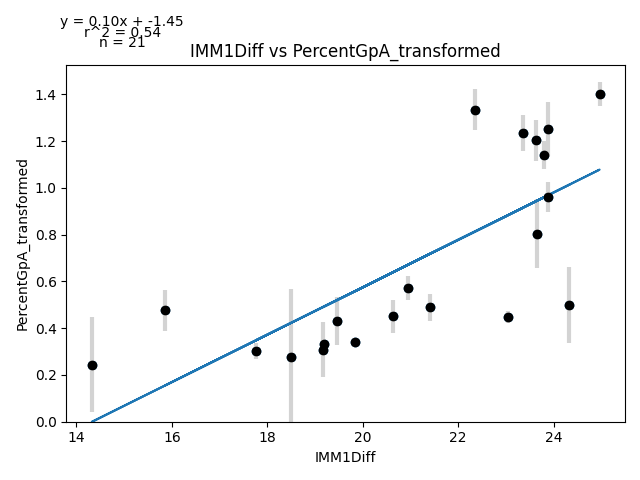 y = 0.10x + -1.45
r^2 = 0.54
n = 21
IMM1Diff vs PercentGpA_transformed
PercentGpA_transformed
1.4
1.2
1.0
0.8
0.6
0.4
0.2
0.0
14 16 18 20 22 24
IMM1Diff